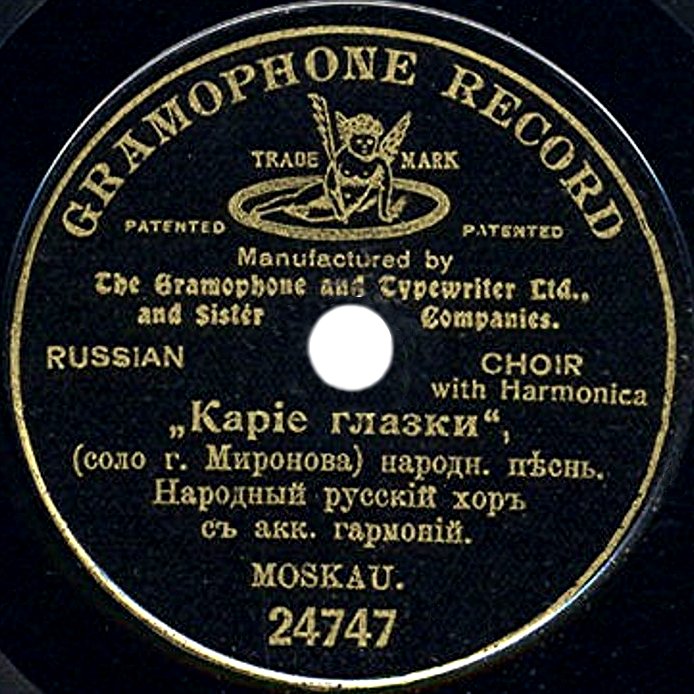 GRAMOPHONE RECORD
TRADE MARK
PATENTED PATENTED
Manufactured by
The Gramophone and Typewriter Ltd.,
and Sister Companies.
RUSSIAN CHOIR
with Harmonica
„Каріе глазки“,
(соло г. Миронова) народн. пѣснь.
Народный русскій хоръ
съ акк. гармоній.
MOSKAU.
24747